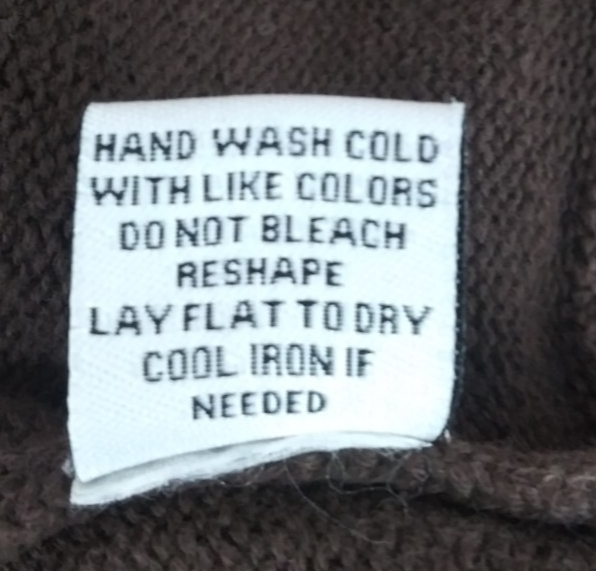 HAND WASH COLD
WITH LIKE COLORS
DO NOT BLEACH
RESHAPE
LAY FLAT TO DRY
COOL IRON IF
NEEDED